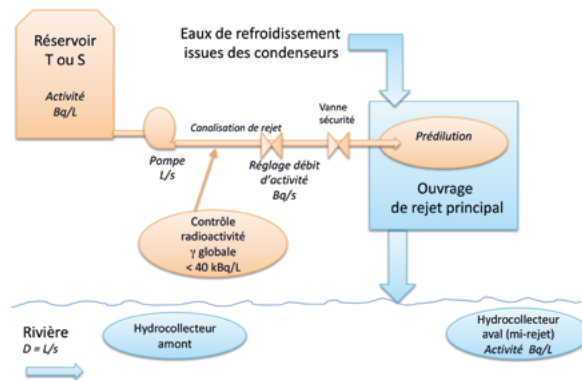 Réservoir
T ou S
Activité
Bq/L
Eaux de refroidissement
issues des condenseurs
Canalisation de rejet
Vanne
sécurité
Prédilution
Pompe
L/s
Réglage débit
d'activité
Bq/s
Ouvrage
de rejet principal
Contrôle
radioactivité
γ globale
< 40 kBq/L
Rivière
D = L/s
Hydrocollecteur
amont
Hydrocollecteur
aval (mi-rejet)
Activité Bq/L